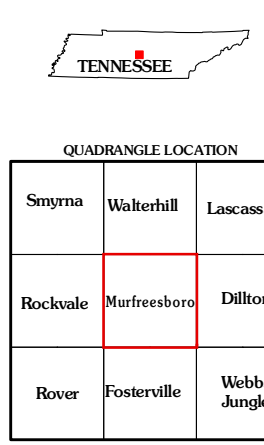 TENNESSEE
QUADRANGLE LOCATION
Smyrna Walterhill Lascass
Rockvale Murfreesboro Dillton
Rover Fosterville Webb
Jungle